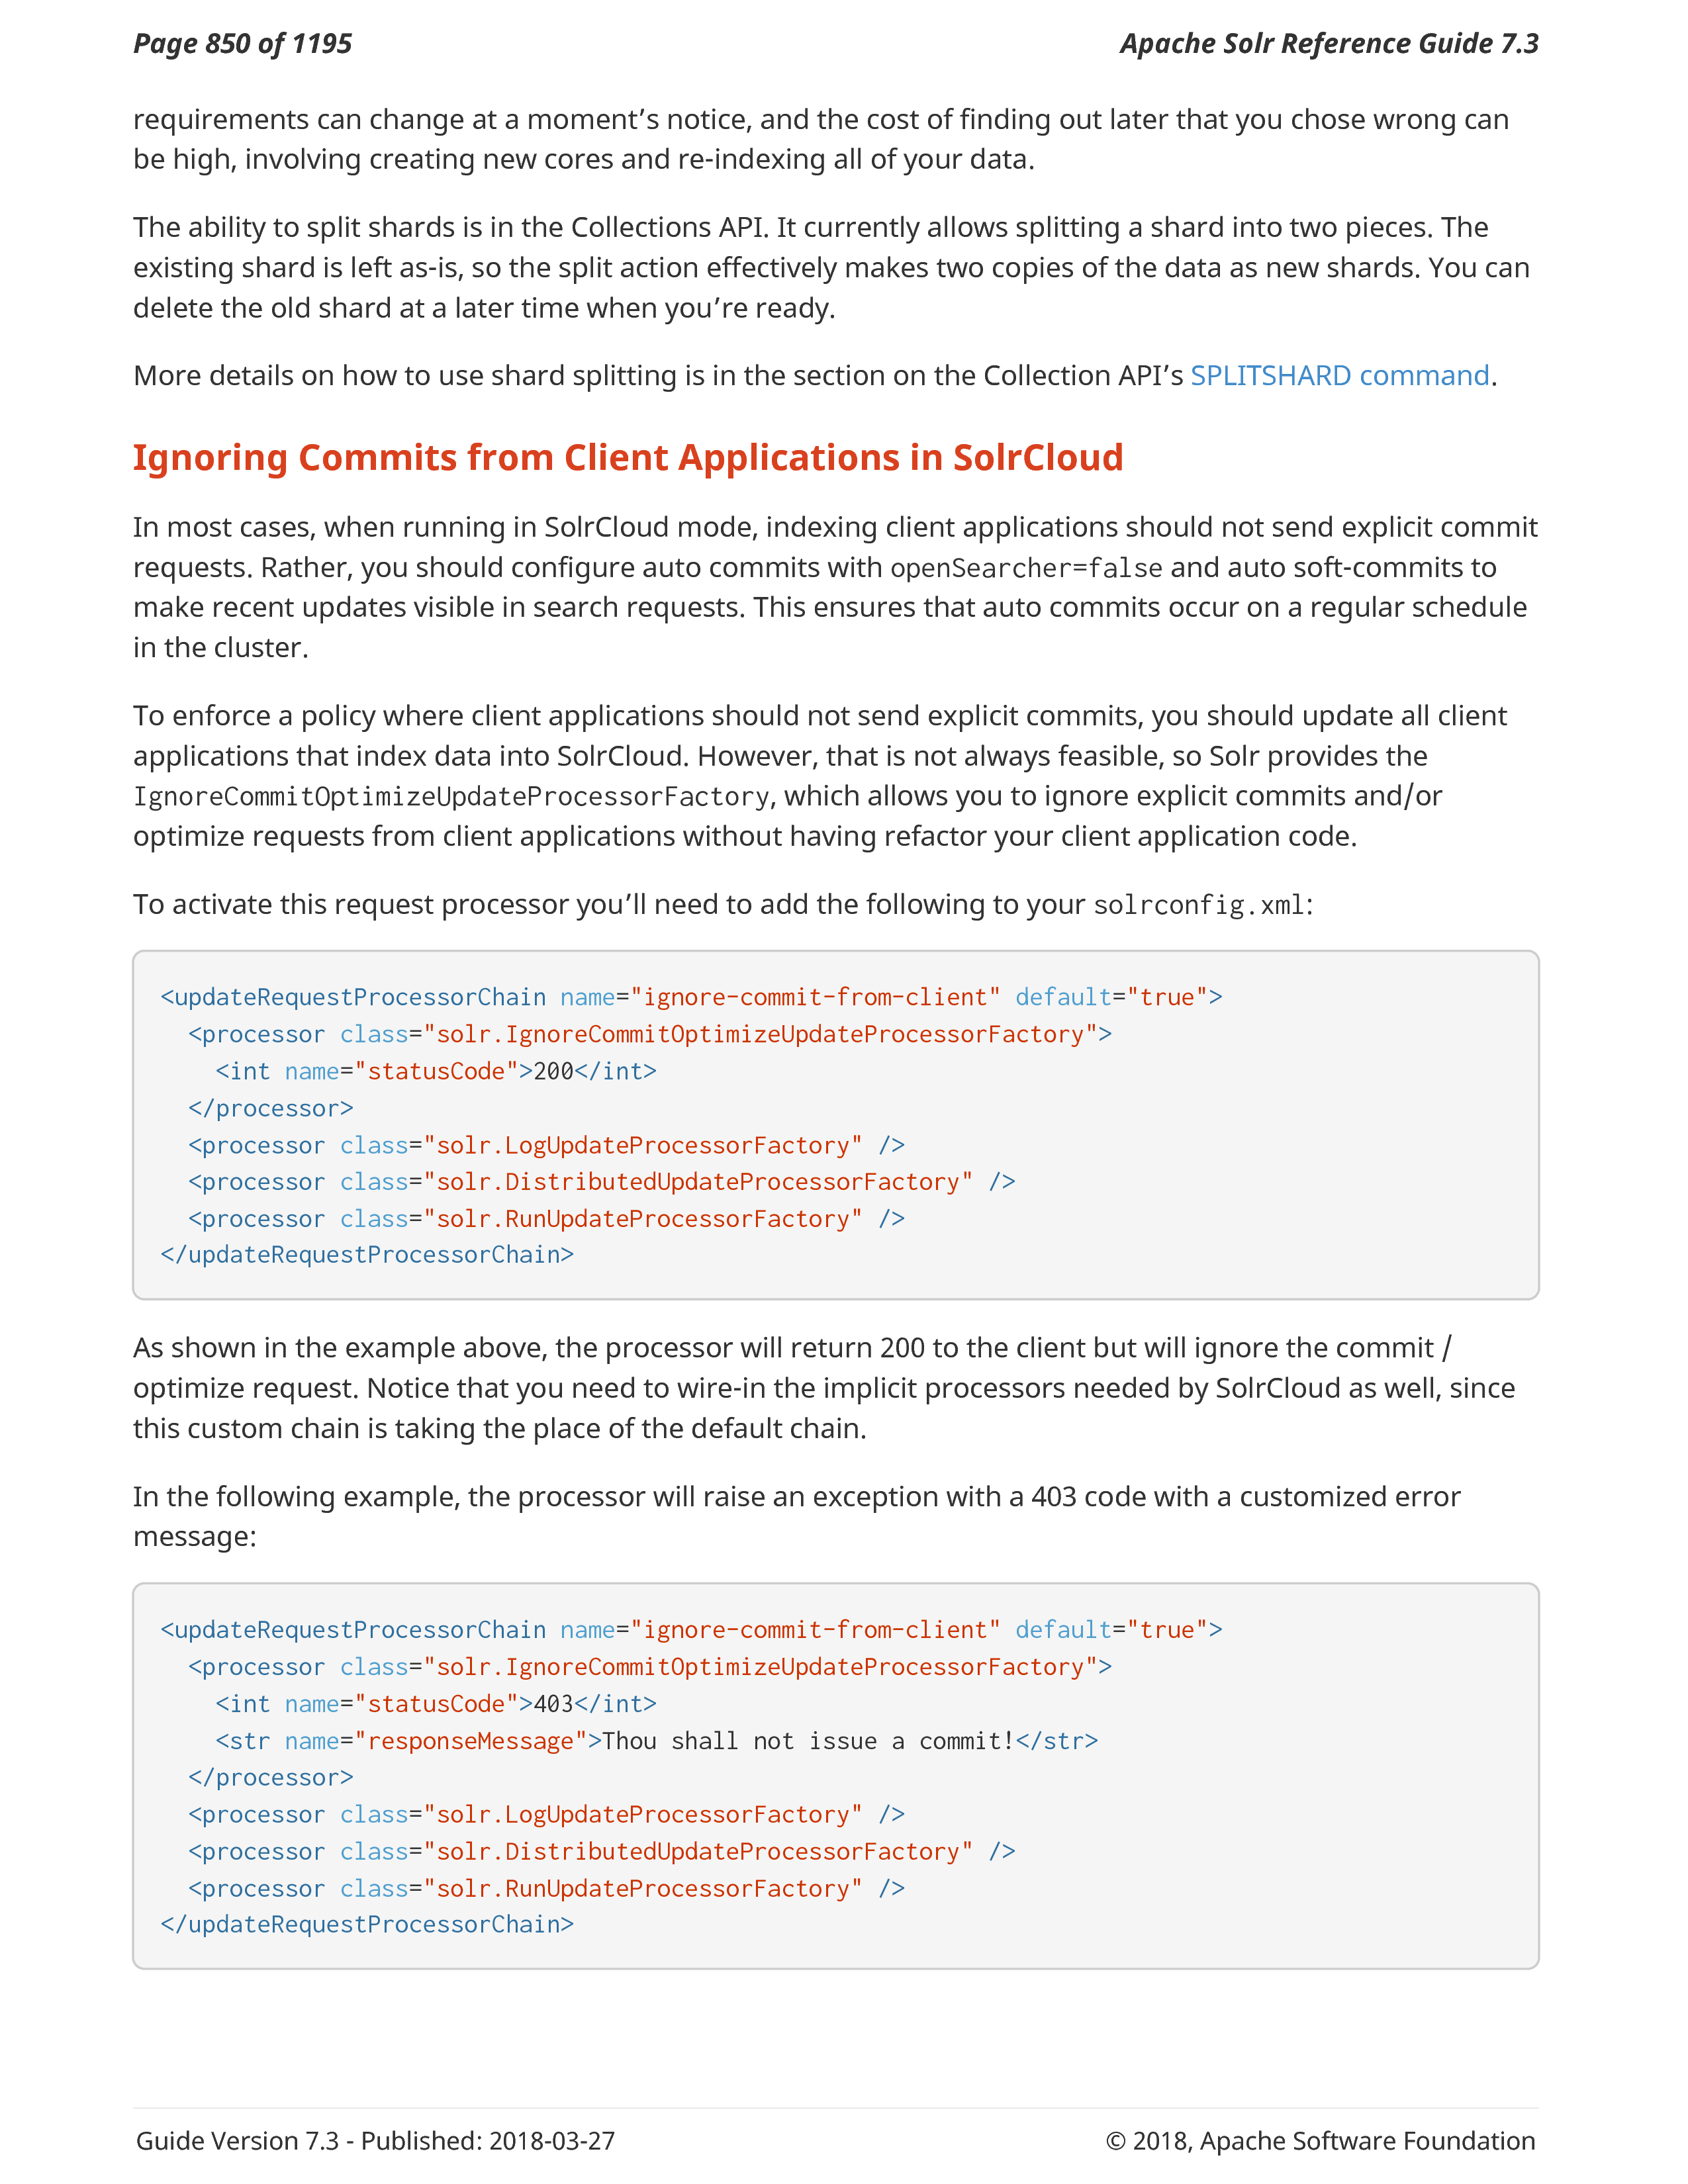 Page 850 of 1195
Apache Solr Reference Guide 7.3
requirements can change at a moment’s notice, and the cost of finding out later that you chose wrong can
be high, involving creating new cores and re-indexing all of your data.
The ability to split shards is in the Collections API. It currently allows splitting a shard into two pieces. The
existing shard is left as-is, so the split action effectively makes two copies of the data as new shards. You can
delete the old shard at a later time when you’re ready.
More details on how to use shard splitting is in the section on the Collection API’s SPLITSHARD command.
Ignoring Commits from Client Applications in SolrCloud
In most cases, when running in SolrCloud mode, indexing client applications should not send explicit commit
requests. Rather, you should configure auto commits with openSearcher=false and auto soft-commits to
make recent updates visible in search requests. This ensures that auto commits occur on a regular schedule
in the cluster.
To enforce a policy where client applications should not send explicit commits, you should update all client
applications that index data into SolrCloud. However, that is not always feasible, so Solr provides the
IgnoreCommitOptimizeUpdateProcessorFactory, which allows you to ignore explicit commits and/or
optimize requests from client applications without having refactor your client application code.
To activate this request processor you’ll need to add the following to your solrconfig.xml:
<updateRequestProcessorChain name="ignore-commit-from-client" default="true">
  <processor class="solr.IgnoreCommitOptimizeUpdateProcessorFactory">
    <int name="statusCode">200</int>
  </processor>
  <processor class="solr.LogUpdateProcessorFactory" />
  <processor class="solr.DistributedUpdateProcessorFactory" />
  <processor class="solr.RunUpdateProcessorFactory" />
</updateRequestProcessorChain>
As shown in the example above, the processor will return 200 to the client but will ignore the commit /
optimize request. Notice that you need to wire-in the implicit processors needed by SolrCloud as well, since
this custom chain is taking the place of the default chain.
In the following example, the processor will raise an exception with a 403 code with a customized error
message:
<updateRequestProcessorChain name="ignore-commit-from-client" default="true">
  <processor class="solr.IgnoreCommitOptimizeUpdateProcessorFactory">
    <int name="statusCode">403</int>
    <str name="responseMessage">Thou shall not issue a commit!</str>
  </processor>
  <processor class="solr.LogUpdateProcessorFactory" />
  <processor class="solr.DistributedUpdateProcessorFactory" />
  <processor class="solr.RunUpdateProcessorFactory" />
</updateRequestProcessorChain>
Guide Version 7.3 - Published: 2018-03-27
© 2018, Apache Software Foundation